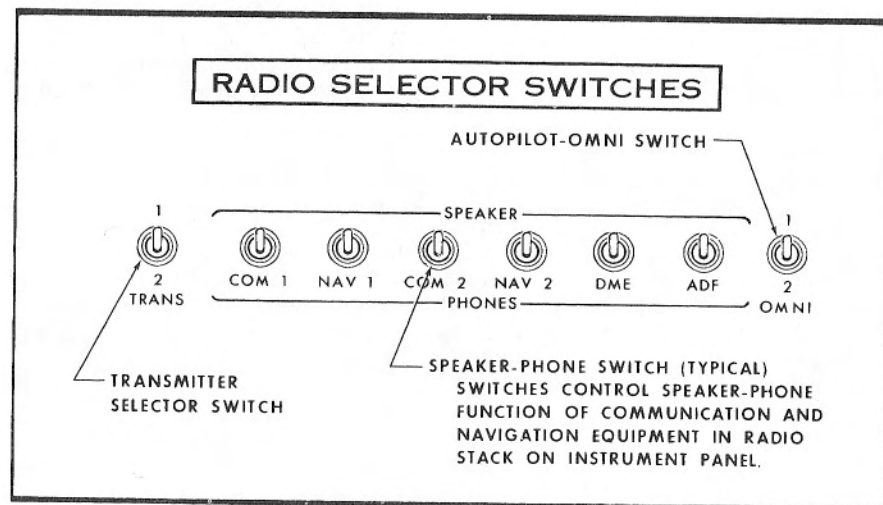 RADIO SELECTOR SWITCHES
AUTOPILOT-OMNI SWITCH
1
SPEAKER
1
2
TRANS
COM 1
NAV 1
COM 2
NAV 2
DME
ADF
2
OMNI
PHONES
TRANSMITTER
SELECTOR SWITCH
SPEAKER-PHONE SWITCH (TYPICAL)
SWITCHES CONTROL SPEAKER-PHONE
FUNCTION OF COMMUNICATION AND
NAVIGATION EQUIPMENT IN RADIO
STACK ON INSTRUMENT PANEL.